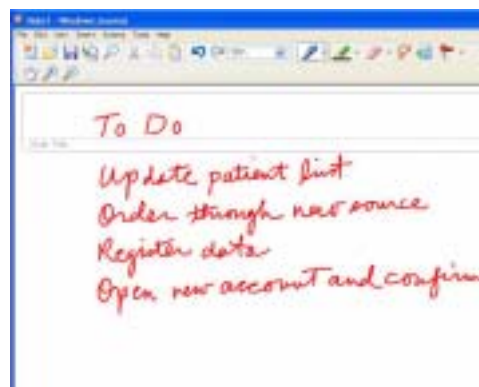 To Do
Update patient list
Order through new source
Register data
Open new account and confirm